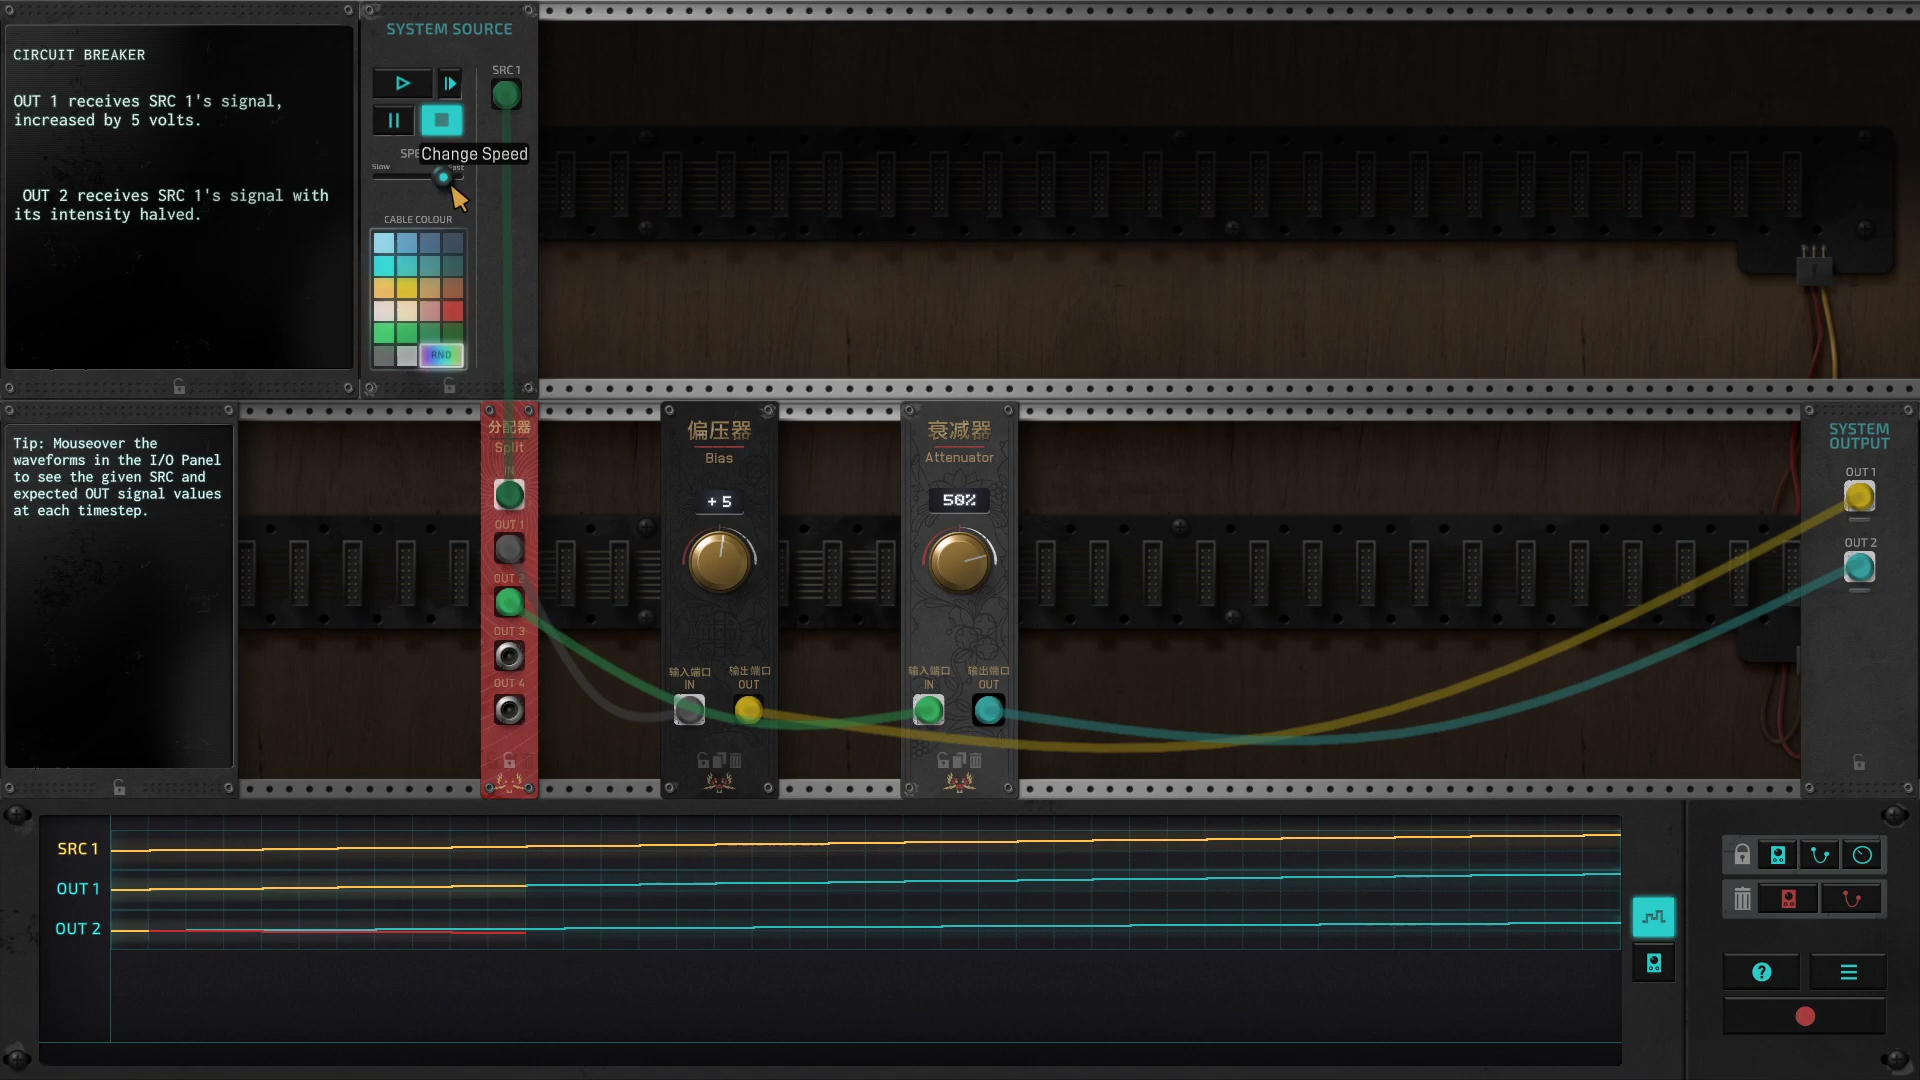 CIRCUIT BREAKER
OUT 1 receives SRC 1's signal,
increased by 5 volts.
OUT 2 receives SRC 1's signal with
its intensity halved.
SYSTEM SOURCE
SRC 1
Change Speed
Slow
CABLE COLOUR
RND
Tip: Mouseover the
waveforms in the I/O Panel
to see the given SRC and
expected OUT signal values
at each timestep.
分配器
Split
IN
OUT 1
OUT 2
OUT 3
OUT 4
偏压器
Bias
+5
输入端口
IN
输出端口
OUT
衰减器
Attenuator
50%
输入端口
IN
输出端口
OUT
SYSTEM
OUTPUT
OUT 1
OUT 2
SRC 1
OUT 1
OUT 2